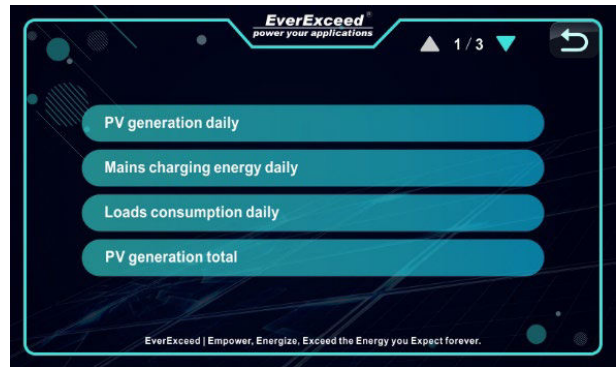 EverExceed®
power your applications
1/3
PV generation daily
Mains charging energy daily
Loads consumption daily
PV generation total
EverExceed | Empower, Energize, Exceed the Energy you Expect forever.